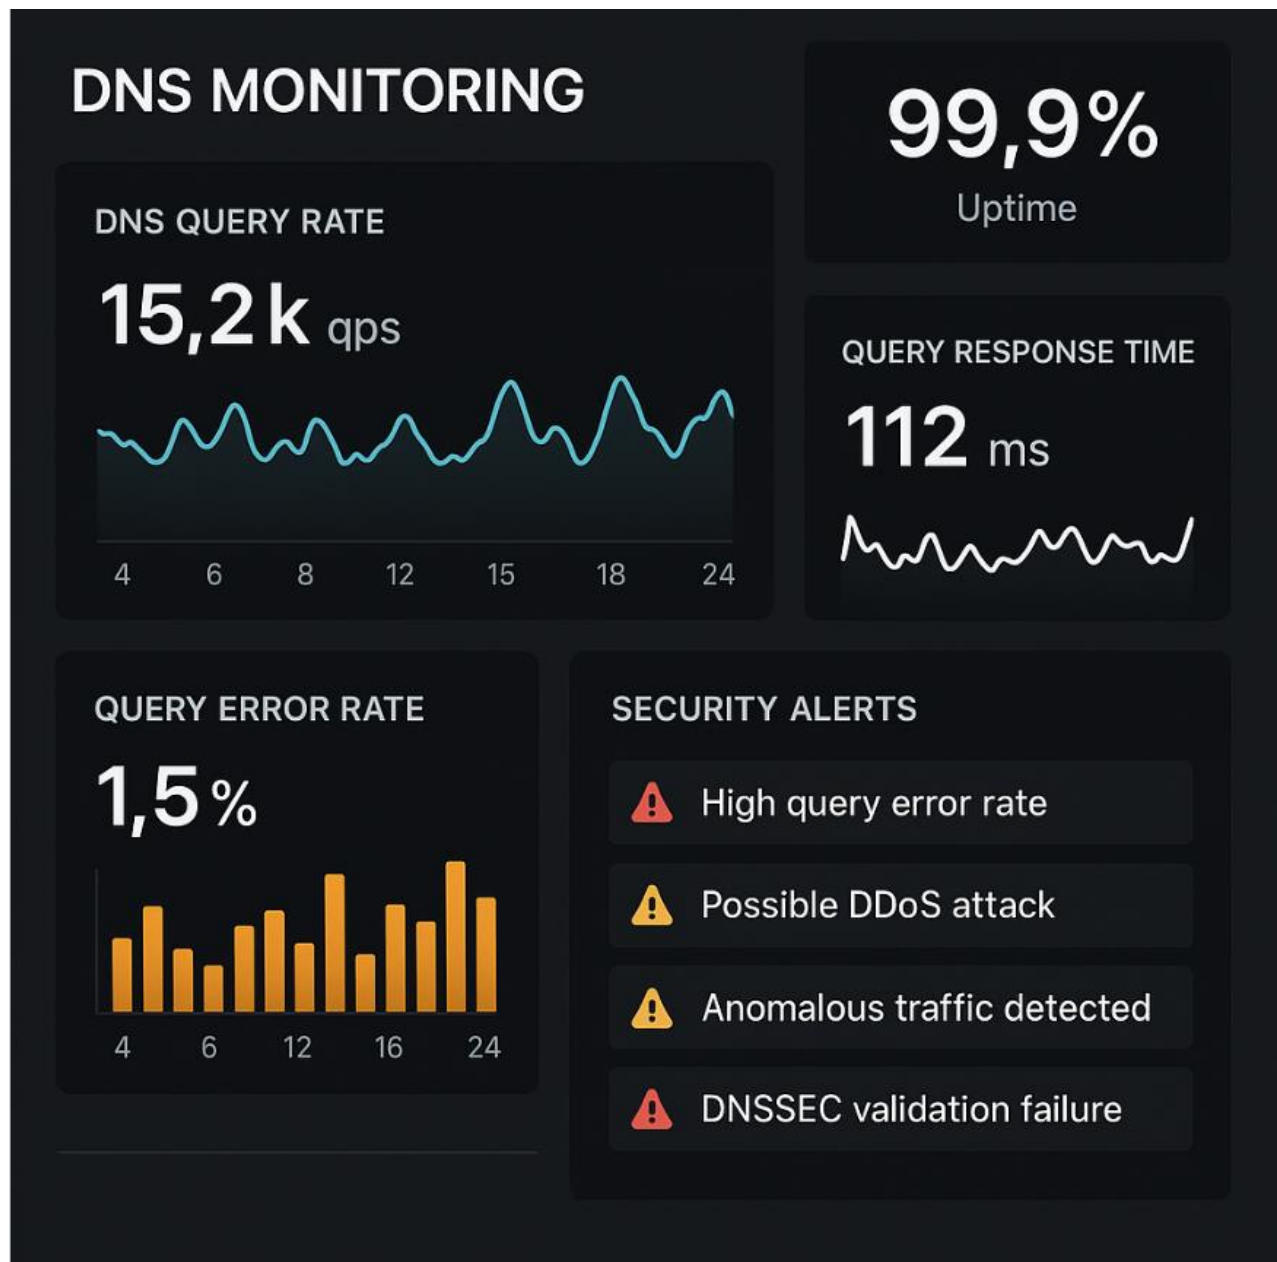 DNS MONITORING
99,9%
Uptime
DNS QUERY RATE
15,2k qps
4 6 8 12 15 18 24
QUERY RESPONSE TIME
112 ms
QUERY ERROR RATE
1,5%
4 6 12 16 24
SECURITY ALERTS
High query error rate
Possible DDoS attack
Anomalous traffic detected
DNSSEC validation failure